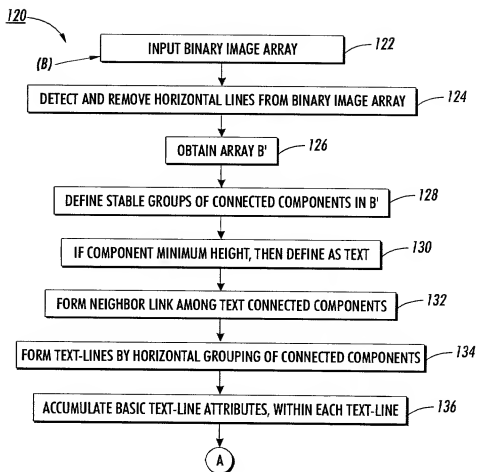 120
(B)
INPUT BINARY IMAGE ARRAY 122
DETECT AND REMOVE HORIZONTAL LINES FROM BINARY IMAGE ARRAY 124
OBTAIN ARRAY B' 126
DEFINE STABLE GROUPS OF CONNECTED COMPONENTS IN B' 128
IF COMPONENT MINIMUM HEIGHT, THEN DEFINE AS TEXT 130
FORM NEIGHBOR LINK AMONG TEXT CONNECTED COMPONENTS 132
FORM TEXT-LINES BY HORIZONTAL GROUPING OF CONNECTED COMPONENTS 134
ACCUMULATE BASIC TEXT-LINE ATTRIBUTES, WITHIN EACH TEXT-LINE 136
A